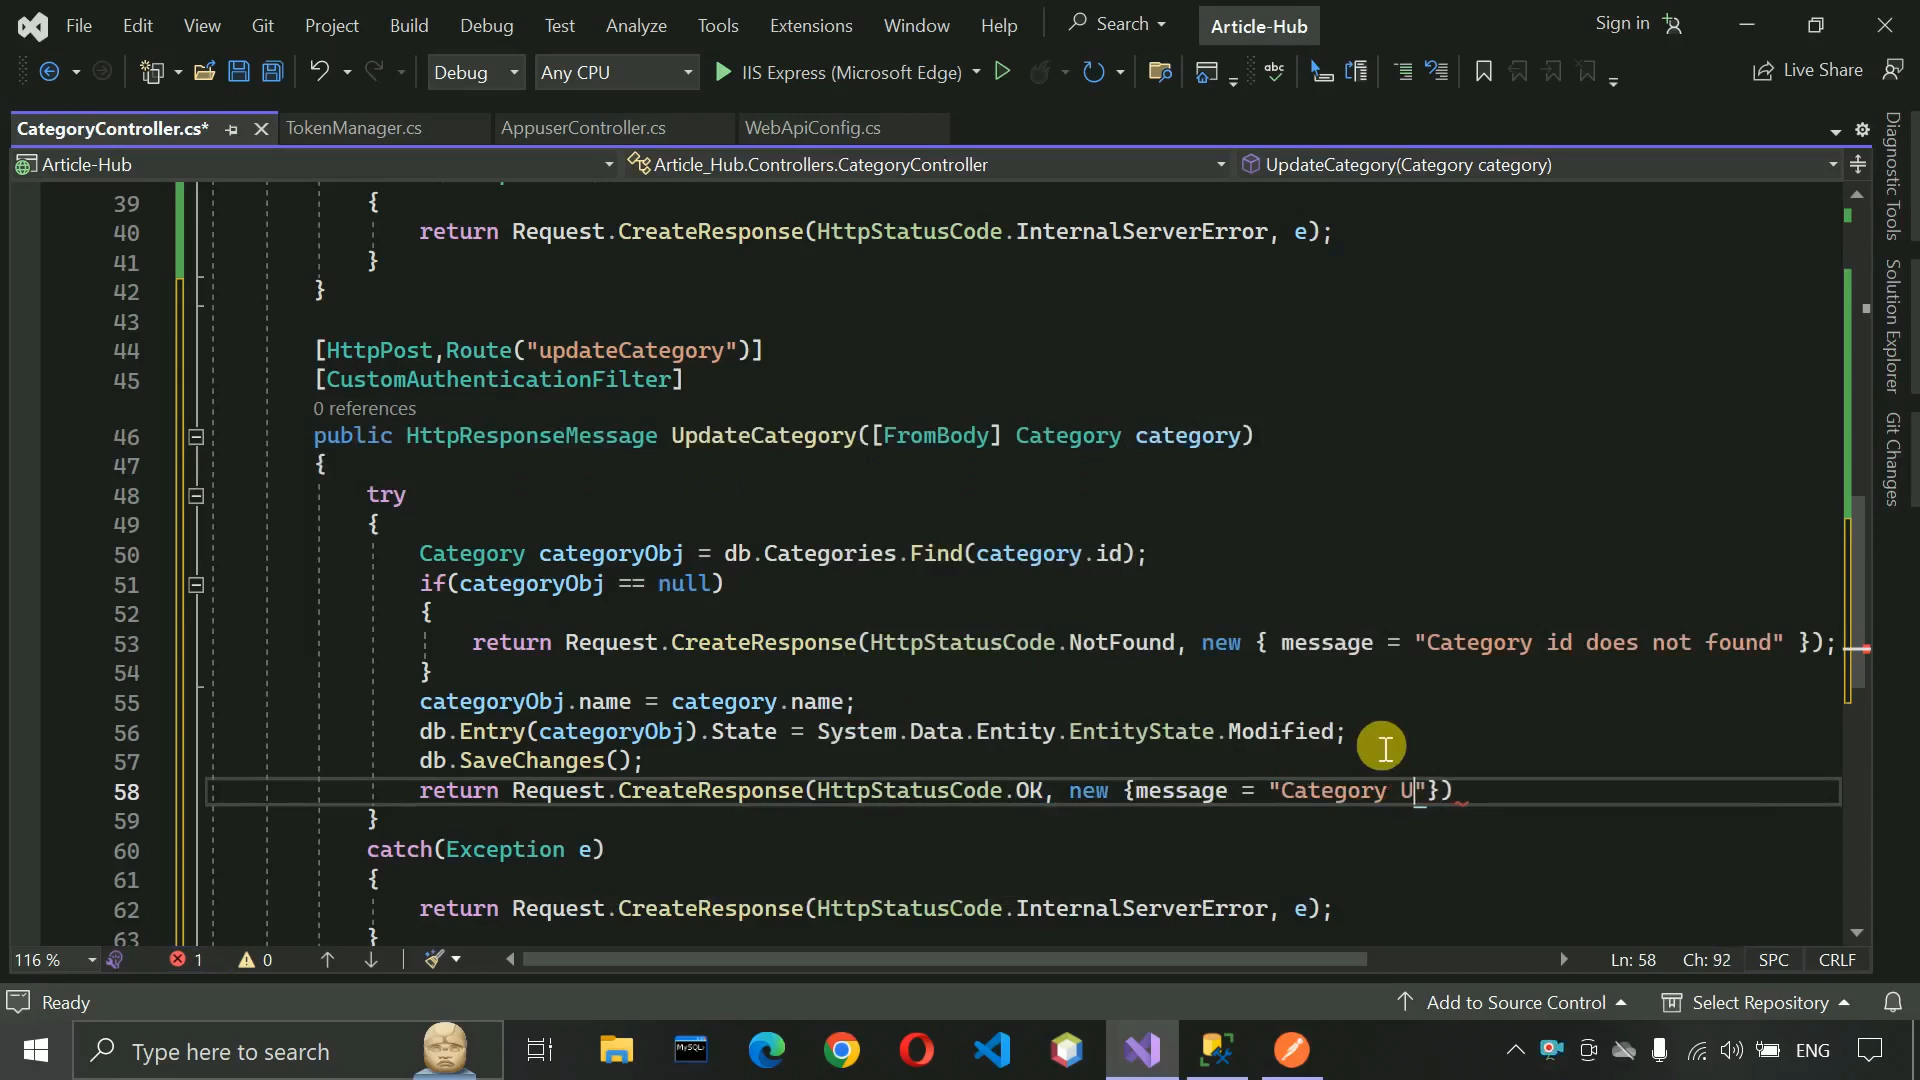 File Edit View Git Project Build Debug Test Analyze Tools Extensions Window Help Search Article-Hub Sign in
Debug Any CPU IIS Express (Microsoft Edge) abc Live Share
CategoryController.cs* TokenManager.cs AppuserController.cs WebApiConfig.cs
Article-Hub Article_Hub.Controllers.CategoryController UpdateCategory(Category category)
39 {
40 return Request.CreateResponse(HttpStatusCode.InternalServerError, e);
41 }
42 }
43
44 [HttpPost,Route("updateCategory")]
45 [CustomAuthenticationFilter]
0 references
46 public HttpResponseMessage UpdateCategory([FromBody] Category category)
47 {
48 try
49 {
50 Category categoryObj = db.Categories.Find(category.id);
51 if(categoryObj == null)
52 {
53 return Request.CreateResponse(HttpStatusCode.NotFound, new { message = "Category id does not found" });
54 }
55 categoryObj.name = category.name;
56 db.Entry(categoryObj).State = System.Data.Entity.EntityState.Modified;
57 db.SaveChanges();
58 return Request.CreateResponse(HttpStatusCode.OK, new {message = "Category U"})
59 }
60 catch(Exception e)
61 {
62 return Request.CreateResponse(HttpStatusCode.InternalServerError, e);
63 }
Diagnostic Tools
Solution Explorer
Git Changes
116 % 1 0 Ln: 58 Ch: 92 SPC CRLF
Ready Add to Source Control Select Repository
Type here to search MySQL ENG